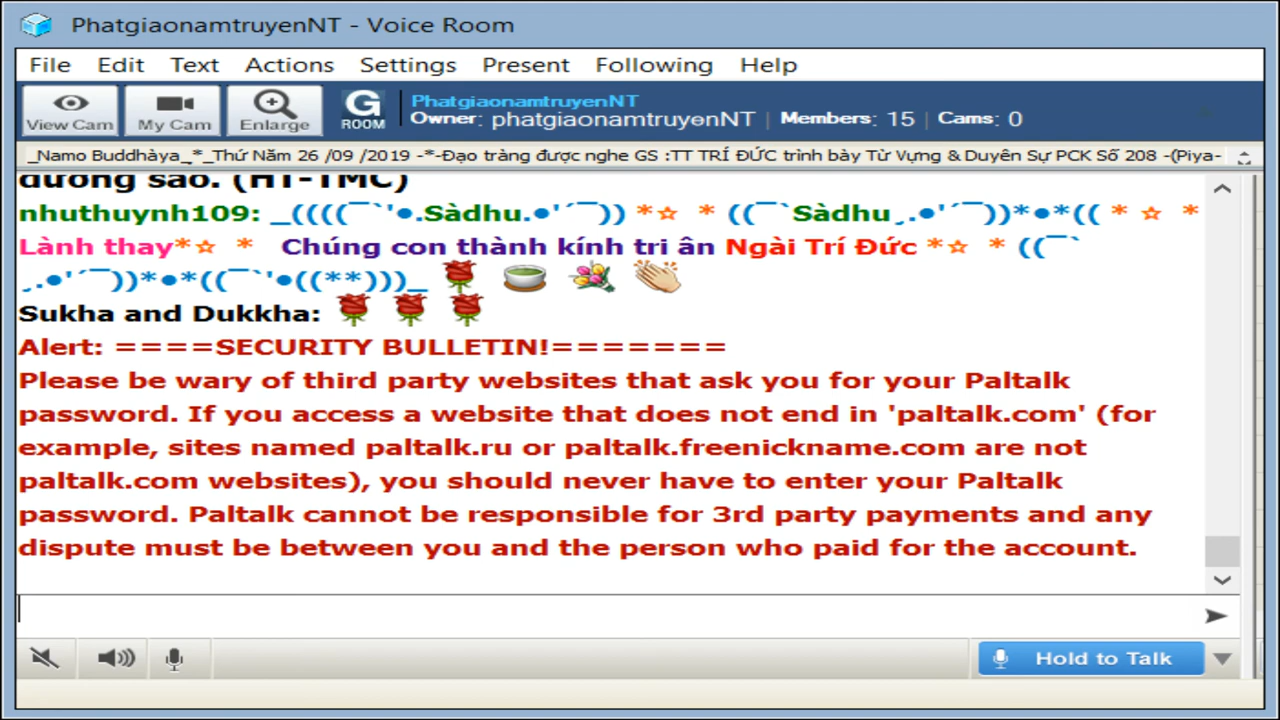 PhatgiaonamtruyenNT - Voice Room
File Edit Text Actions Settings Present Following Help
View Cam My Cam Enlarge G ROOM PhatgiaonamtruyenNT
Owner: phatgiaonamtruyenNT | Members: 15 | Cams: 0
_Namo Buddhàya_*_Thứ Năm 26 /09 /2019 -*-Đạo tràng được nghe GS :TT TRÍ ĐỨC trình bày Từ Vựng & Duyên Sự PCK Số 208 -(Piya-
dường sao. (HT-TMC)
nhuthuynh109: _((((¯`'●.Sàdhu.●'´¯)) *☆ * ((¯`Sàdhu¸.●'´¯))*●*(( * ☆ *
Lành thay*☆ * Chúng con thành kính tri ân Ngài Trí Đức *☆ * ((¯`
¸.●'´¯))*●*((¯`'●((**)))_
Sukha and Dukkha:
Alert: ====SECURITY BULLETIN!=======
Please be wary of third party websites that ask you for your Paltalk
password. If you access a website that does not end in 'paltalk.com' (for
example, sites named paltalk.ru or paltalk.freenickname.com are not
paltalk.com websites), you should never have to enter your Paltalk
password. Paltalk cannot be responsible for 3rd party payments and any
dispute must be between you and the person who paid for the account.
Hold to Talk